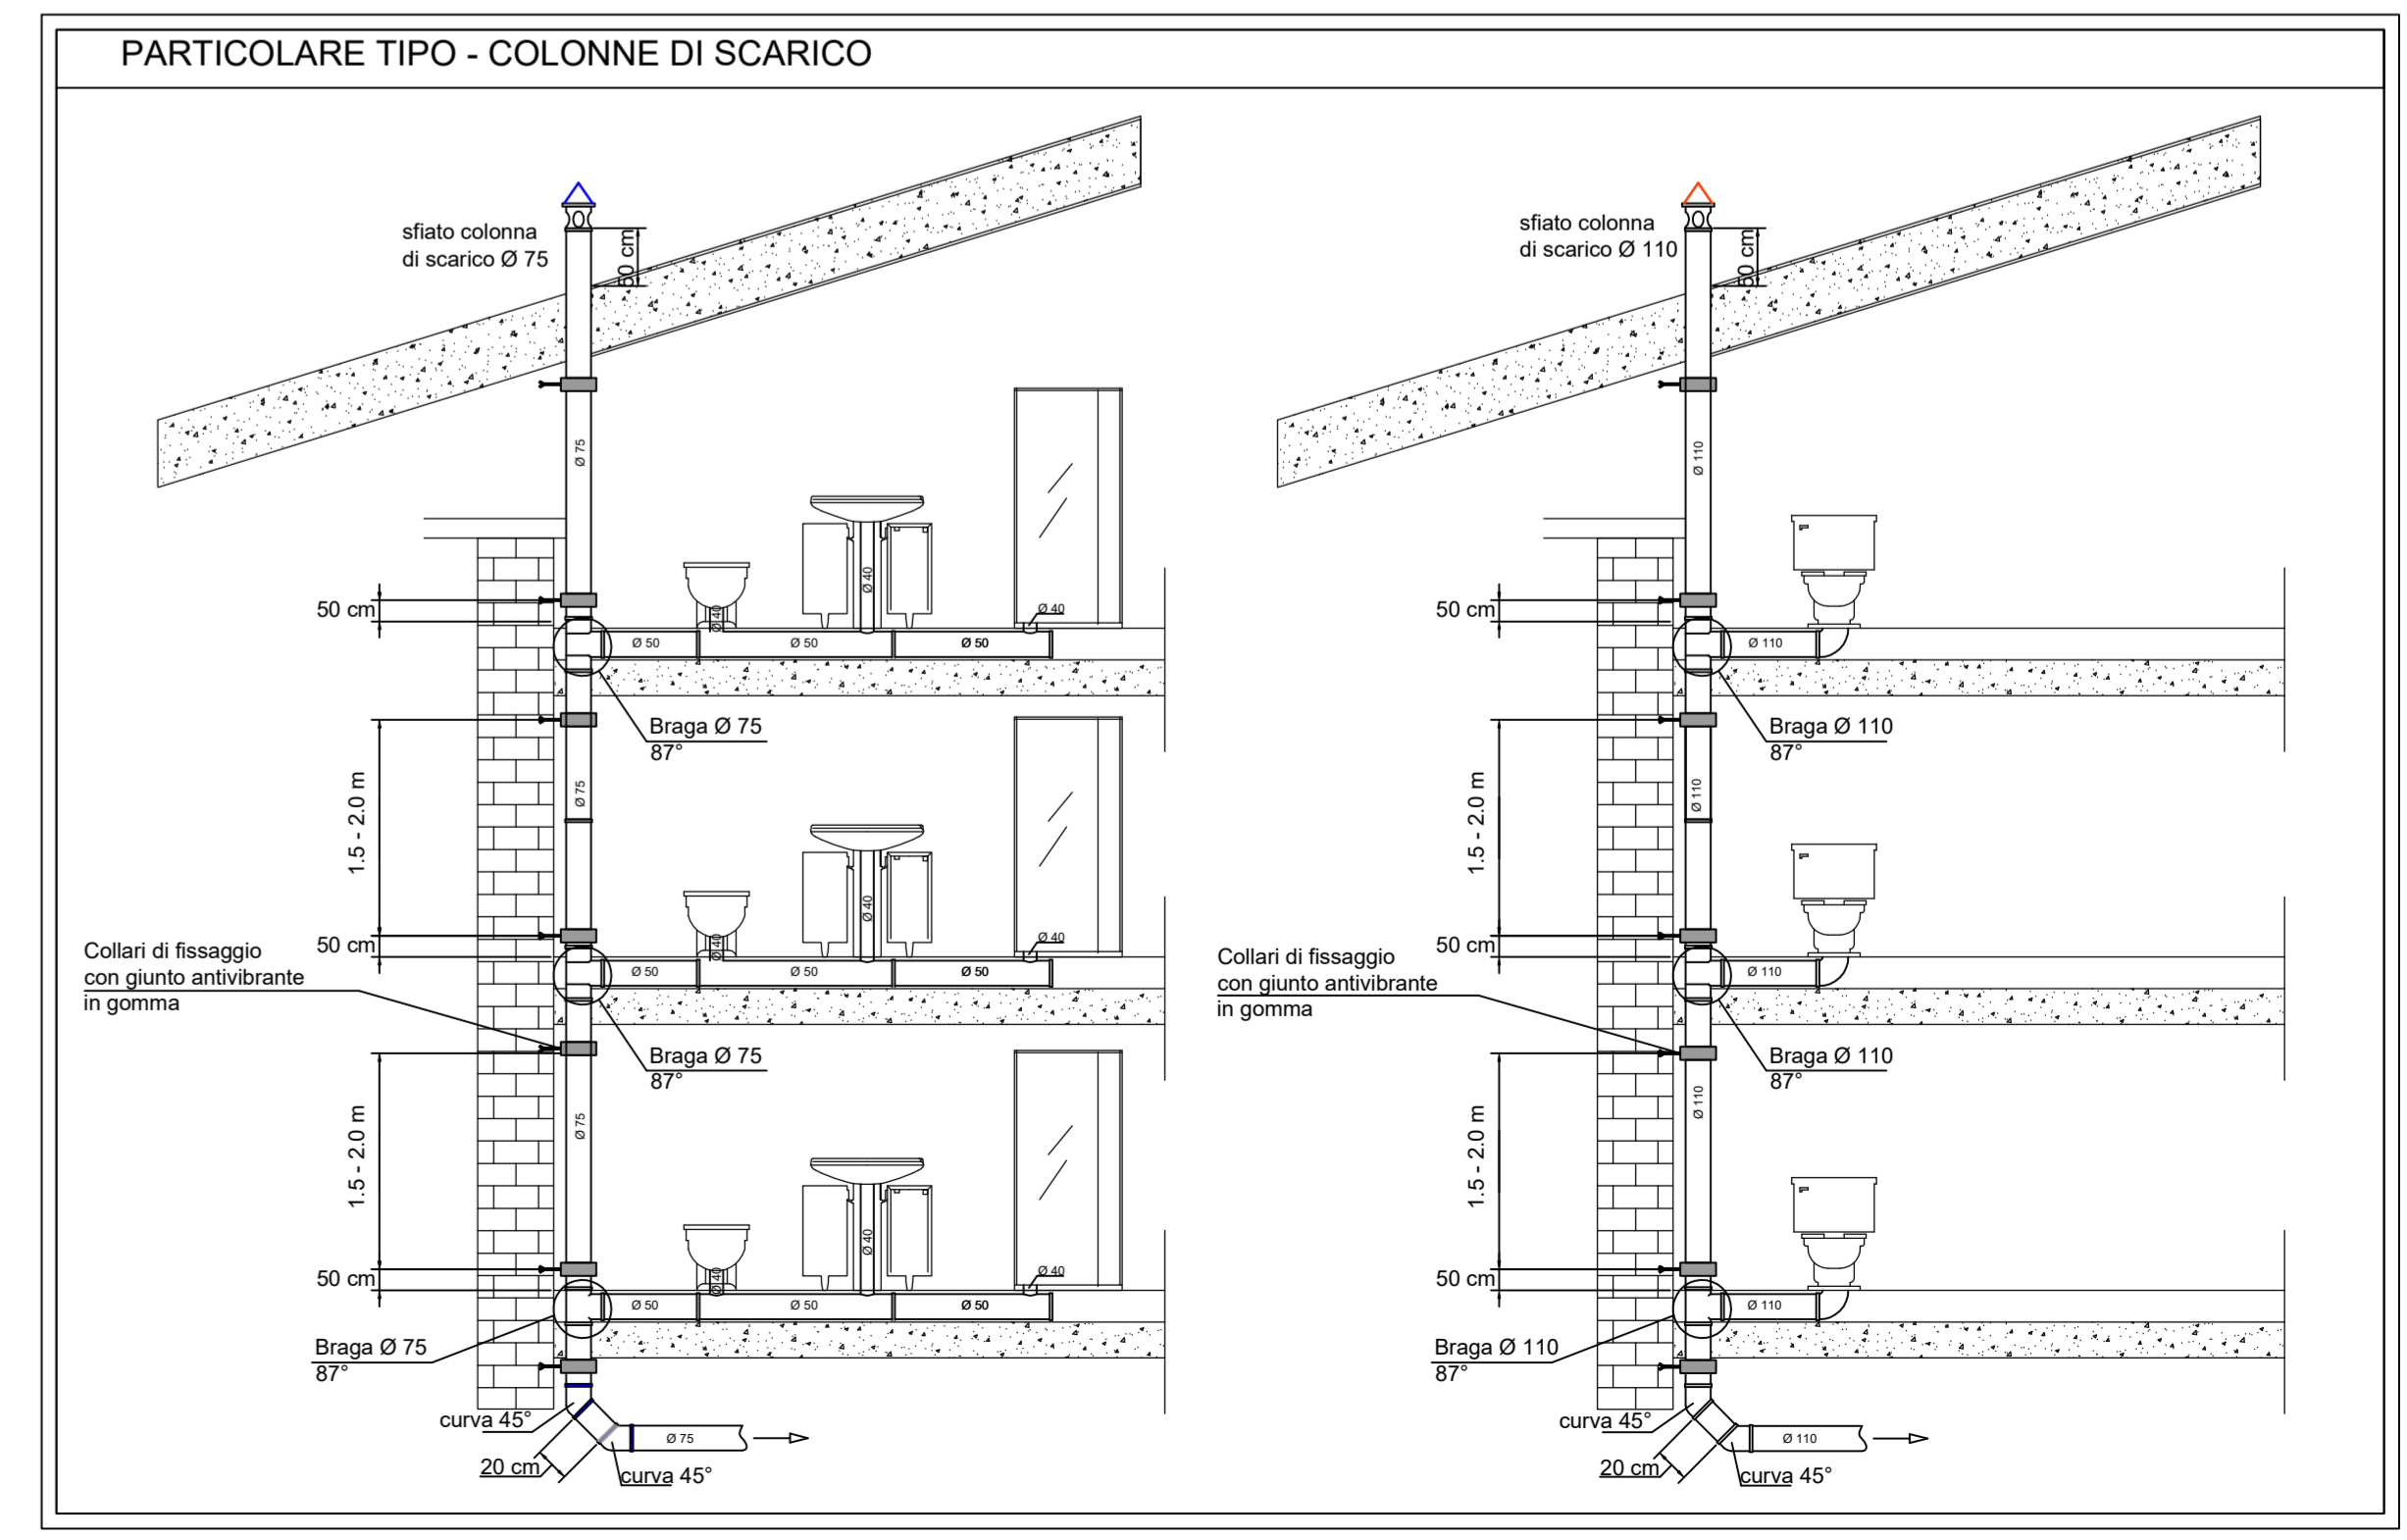 PARTICOLARE TIPO - COLONNE DI SCARICO
sfiato colonna
di scarico Ø 75
Ø 75
50 cm
Ø 40
Ø 40
Ø 40
Ø 50
Ø 50
Ø 50
Braga Ø 75
87°
1.5 - 2.0 m
Ø 75
50 cm
Ø 40
Ø 40
Ø 40
Ø 50
Ø 50
Ø 50
Collari di fissaggio
con giunto antivibrante
in gomma
Braga Ø 75
87°
1.5 - 2.0 m
Ø 75
50 cm
Ø 40
Ø 40
Ø 40
Ø 50
Ø 50
Ø 50
Braga Ø 75
87°
curva 45°
Ø 75
20 cm
curva 45°
sfiato colonna
di scarico Ø 110
Ø 110
50 cm
Ø 110
Braga Ø 110
87°
1.5 - 2.0 m
Ø 110
50 cm
Ø 110
Collari di fissaggio
con giunto antivibrante
in gomma
Braga Ø 110
87°
1.5 - 2.0 m
Ø 110
50 cm
Ø 110
Braga Ø 110
87°
curva 45°
Ø 110
20 cm
curva 45°